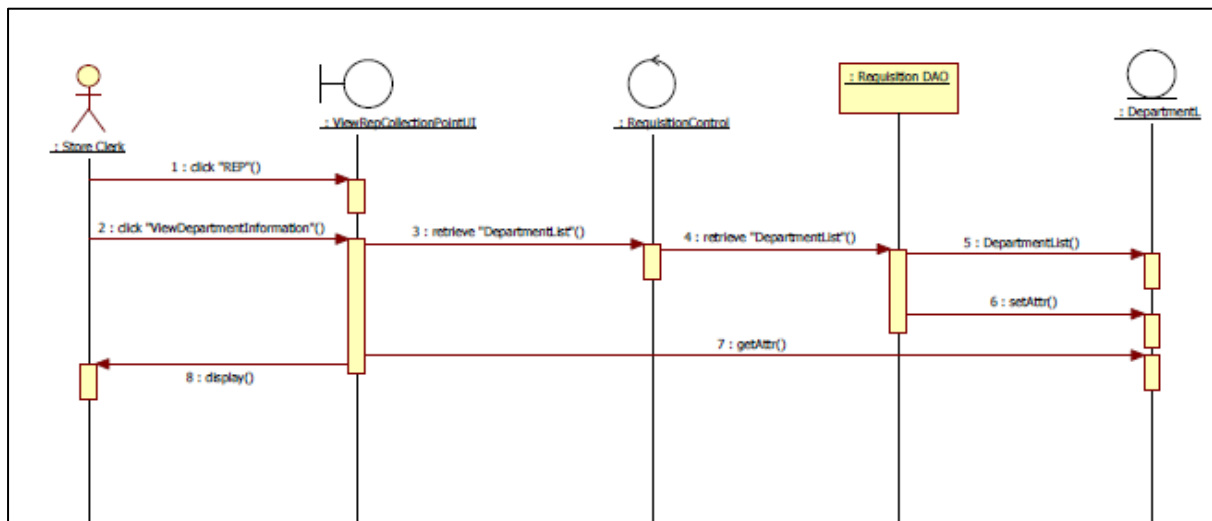 : Store Clerk
: ViewRepCollectionPointUI
: RequisitionControl
: Requisition DAO
: DepartmentL
1 : click "REP"()
2 : click "ViewDepartmentInformation"()
3 : retrieve "DepartmentList"()
4 : retrieve "DepartmentList"()
5 : DepartmentList()
6 : setAttr()
7 : getAttr()
8 : display()